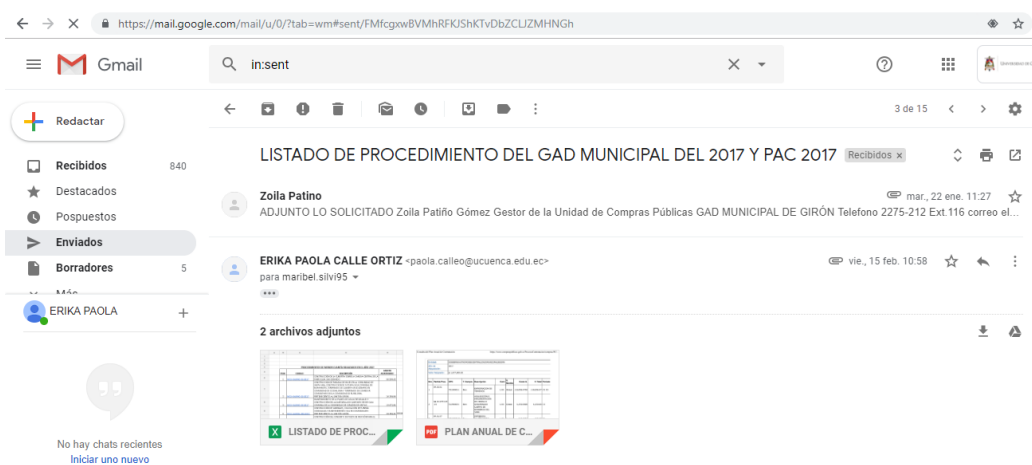 https://mail.google.com/mail/u/0/?tab=wm#sent/FMfcgxwBVMhRFKJShKTvDbZCLJZMHNGh
Gmail
in:sent
Redactar
3 de 15
Recibidos 840
Destacados
Pospuestos
Enviados
Borradores 5
Más
ERIKA PAOLA
No hay chats recientes
Iniciar uno nuevo
LISTADO DE PROCEDIMIENTO DEL GAD MUNICIPAL DEL 2017 Y PAC 2017 Recibidos x
Zoila Patino mar., 22 ene. 11:27
ADJUNTO LO SOLICITADO Zoila Patiño Gómez Gestor de la Unidad de Compras Públicas GAD MUNICIPAL DE GIRÓN Telefono 2275-212 Ext.116 correo el...
ERIKA PAOLA CALLE ORTIZ <paola.calleo@ucuenca.edu.ec> vie., 15 feb. 10:58
para maribel.silvi95
2 archivos adjuntos
X LISTADO DE PROC...
PDF PLAN ANUAL DE C...